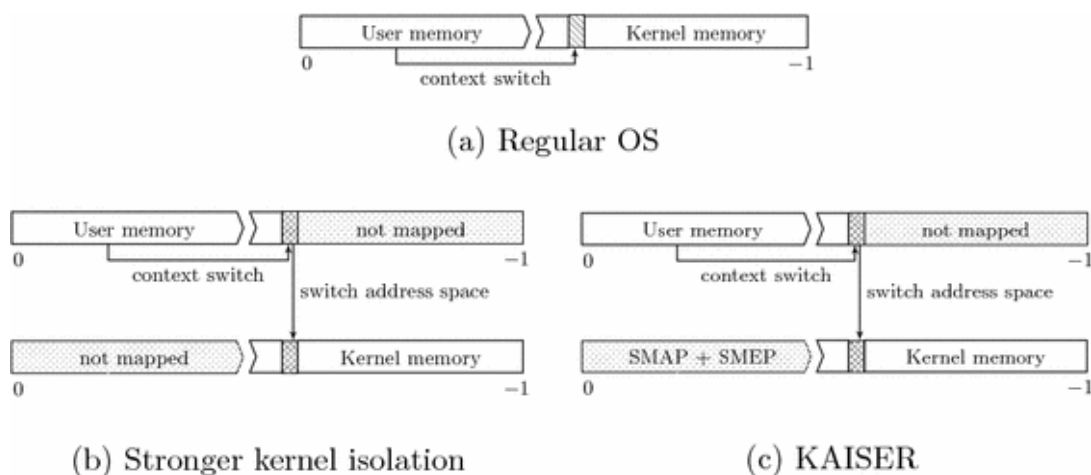 User memory Kernel memory
0 −1
context switch
(a) Regular OS
User memory not mapped
0 −1
context switch
switch address space
not mapped Kernel memory
0 −1
(b) Stronger kernel isolation
User memory not mapped
0 −1
context switch
switch address space
SMAP + SMEP Kernel memory
0 −1
(c) KAISER